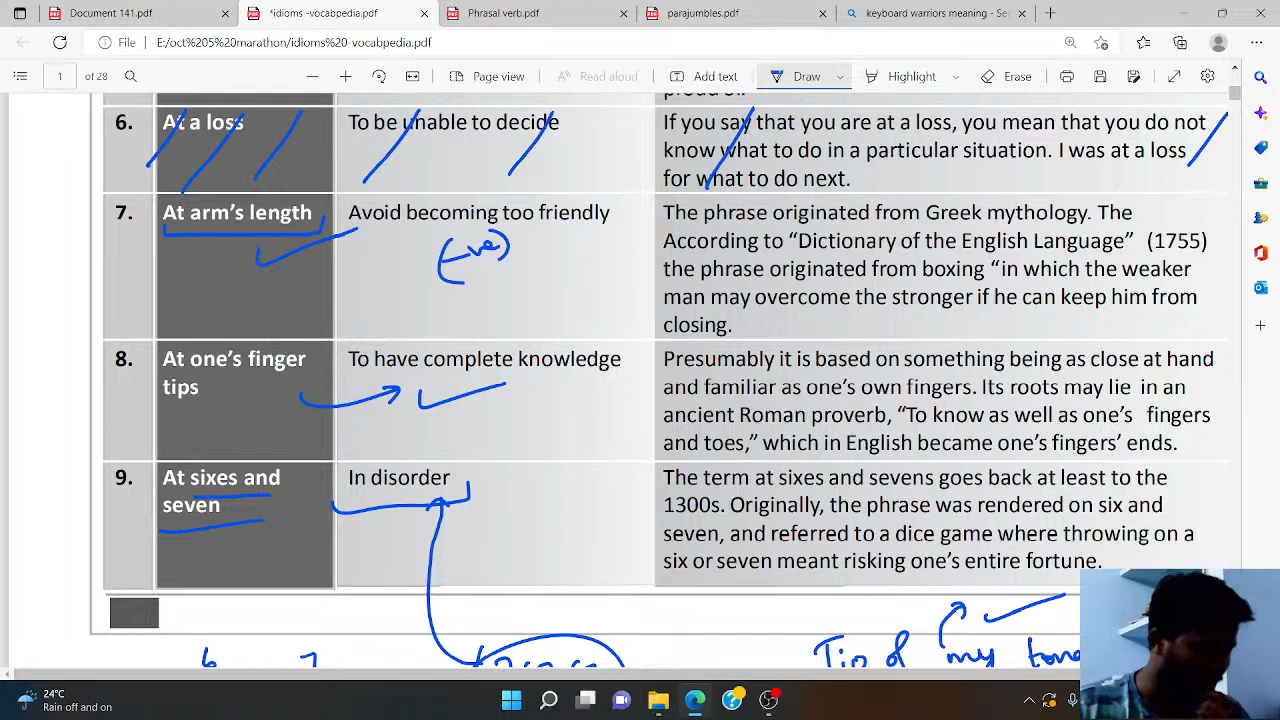 Document 141.pdf
*idioms -vocabpedia.pdf
Phrasal verb.pdf
parajumbles.pdf
keyboard warriors meaning - Se
File
E:/oct%205%20marathon/idioms%20-vocabpedia.pdf
1
of 28
Page view
Read aloud
Add text
Draw
Highlight
Erase
6.
At a loss
To be unable to decide
If you say that you are at a loss, you mean that you do not
know what to do in a particular situation. I was at a loss
for what to do next.
7.
At arm's length
Avoid becoming too friendly
(-ve)
The phrase originated from Greek mythology. The
According to “Dictionary of the English Language” (1755)
the phrase originated from boxing “in which the weaker
man may overcome the stronger if he can keep him from
closing.
8.
At one's finger
tips
To have complete knowledge
Presumably it is based on something being as close at hand
and familiar as one's own fingers. Its roots may lie in an
ancient Roman proverb, “To know as well as one's fingers
and toes,” which in English became one's fingers' ends.
9.
At sixes and
seven
In disorder
The term at sixes and sevens goes back at least to the
1300s. Originally, the phrase was rendered on six and
seven, and referred to a dice game where throwing on a
six or seven meant risking one's entire fortune.
6 7
Tip of my tong
24°C
Rain off and on